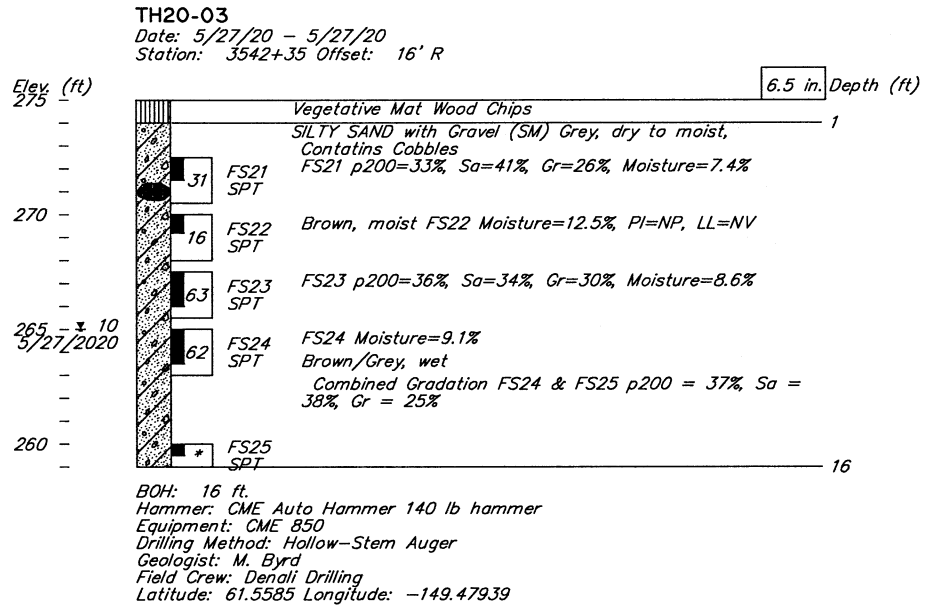 TH20-03
Date: 5/27/20 - 5/27/20
Station: 3542+35 Offset: 16' R
Elev. (ft)
6.5 in. Depth (ft)
275
Vegetative Mat Wood Chips
1
SILTY SAND with Gravel (SM) Grey, dry to moist,
Contatins Cobbles
31 FS21 FS21 p200=33%, Sa=41%, Gr=26%, Moisture=7.4%
SPT
270
16 FS22 Brown, moist FS22 Moisture=12.5%, PI=NP, LL=NV
SPT
63 FS23 FS23 p200=36%, Sa=34%, Gr=30%, Moisture=8.6%
SPT
265 10
5/27/2020
62 FS24 FS24 Moisture=9.1%
SPT Brown/Grey, wet
Combined Gradation FS24 & FS25 p200 = 37%, Sa =
38%, Gr = 25%
260
* FS25
SPT
16
BOH: 16 ft.
Hammer: CME Auto Hammer 140 lb hammer
Equipment: CME 850
Drilling Method: Hollow-Stem Auger
Geologist: M. Byrd
Field Crew: Denali Drilling
Latitude: 61.5585 Longitude: -149.47939